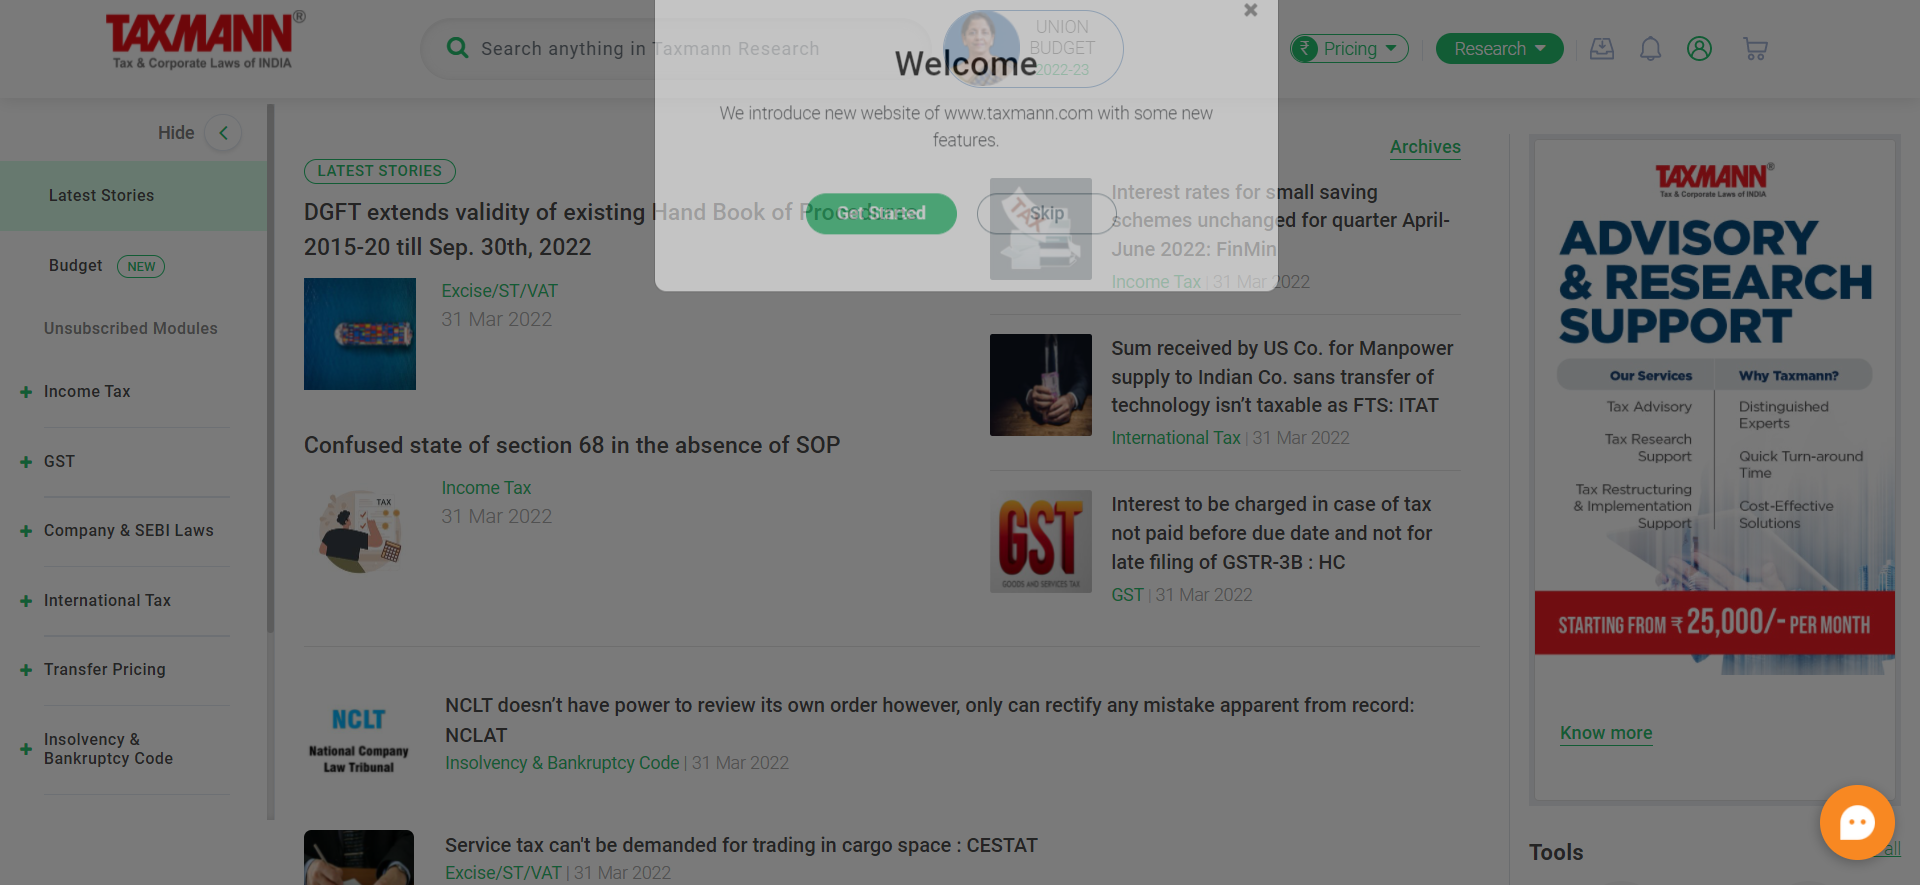 TAXMANN®
Tax & Corporate Laws of INDIA
Search anything in Taxmann Research
UNION
BUDGET
2022-23
Pricing
Research
Welcome
We introduce new website of www.taxmann.com with some new
features.
Get Started
Skip
Hide
Latest Stories
Budget NEW
Unsubscribed Modules
Income Tax
GST
Company & SEBI Laws
International Tax
Transfer Pricing
Insolvency &
Bankruptcy Code
LATEST STORIES
Archives
DGFT extends validity of existing Hand Book of Procedures
2015-20 till Sep. 30th, 2022
Excise/ST/VAT
31 Mar 2022
Confused state of section 68 in the absence of SOP
TAX
Income Tax
31 Mar 2022
TAX
Interest rates for small saving
schemes unchanged for quarter April-
June 2022: FinMin
Income Tax | 31 Mar 2022
Sum received by US Co. for Manpower
supply to Indian Co. sans transfer of
technology isn’t taxable as FTS: ITAT
International Tax | 31 Mar 2022
GST
GOODS AND SERVICES TAX
Interest to be charged in case of tax
not paid before due date and not for
late filing of GSTR-3B : HC
GST | 31 Mar 2022
NCLT
National Company
Law Tribunal
NCLT doesn’t have power to review its own order however, only can rectify any mistake apparent from record:
NCLAT
Insolvency & Bankruptcy Code | 31 Mar 2022
Service tax can't be demanded for trading in cargo space : CESTAT
Excise/ST/VAT | 31 Mar 2022
TAXMANN®
Tax & Corporate Laws of INDIA
ADVISORY
& RESEARCH
SUPPORT
Our Services
Why Taxmann?
Tax Advisory
Tax Research
Support
Tax Restructuring
& Implementation
Support
Distinguished
Experts
Quick Turn-around
Time
Cost-Effective
Solutions
STARTING FROM ₹ 25,000/- PER MONTH
Know more
Tools
all